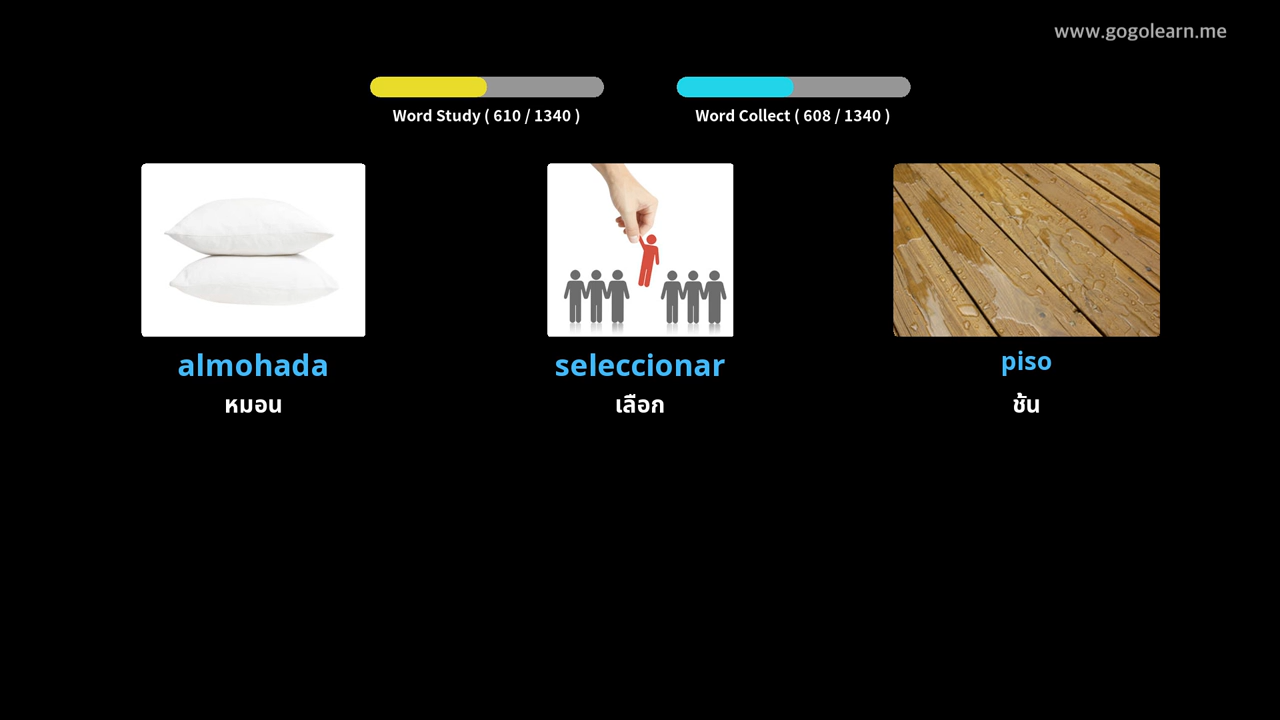 www.gogolearn.me
Word Study ( 610 / 1340 )
Word Collect ( 608 / 1340 )
almohada
หมอน
seleccionar
เลือก
piso
ชั้น